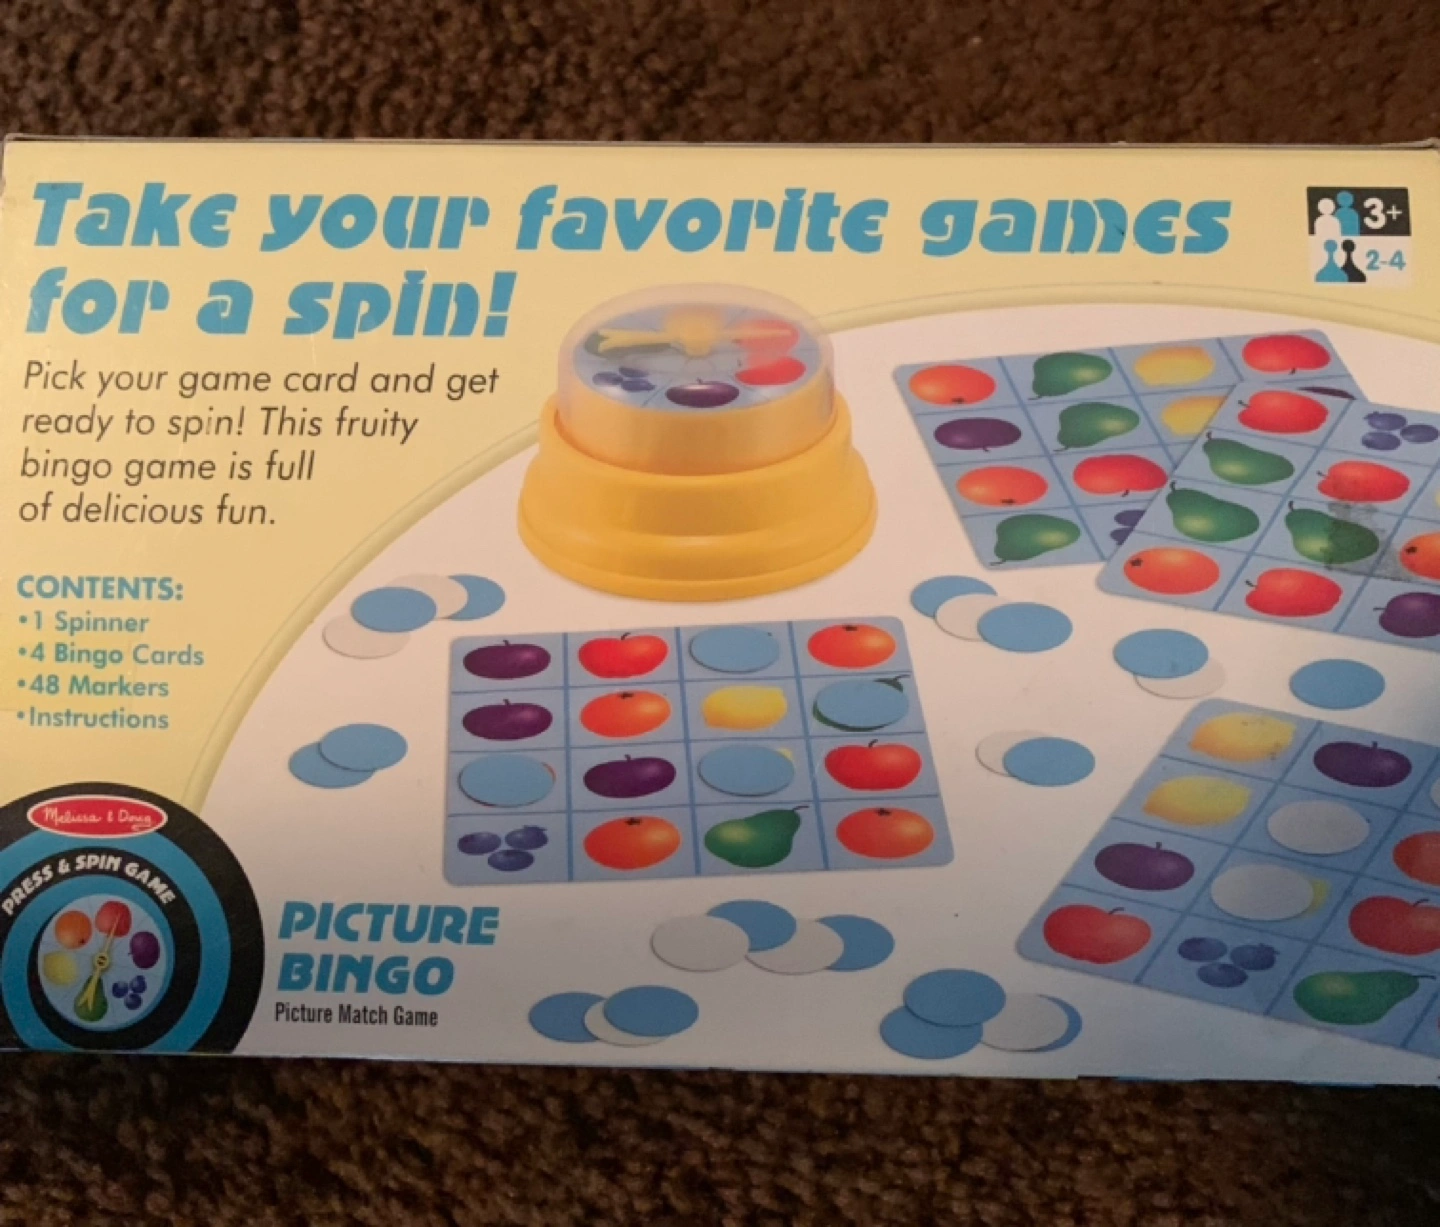 Take your favorite games
for a spin!
3+
2-4
Pick your game card and get
ready to spin! This fruity
bingo game is full
of delicious fun.
CONTENTS:
•1 Spinner
•4 Bingo Cards
•48 Markers
•Instructions
Melissa & Doug
PRESS & SPIN GAME
PICTURE
BINGO
Picture Match Game